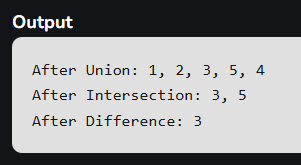 Output
After Union: 1, 2, 3, 5, 4
After Intersection: 3, 5
After Difference: 3